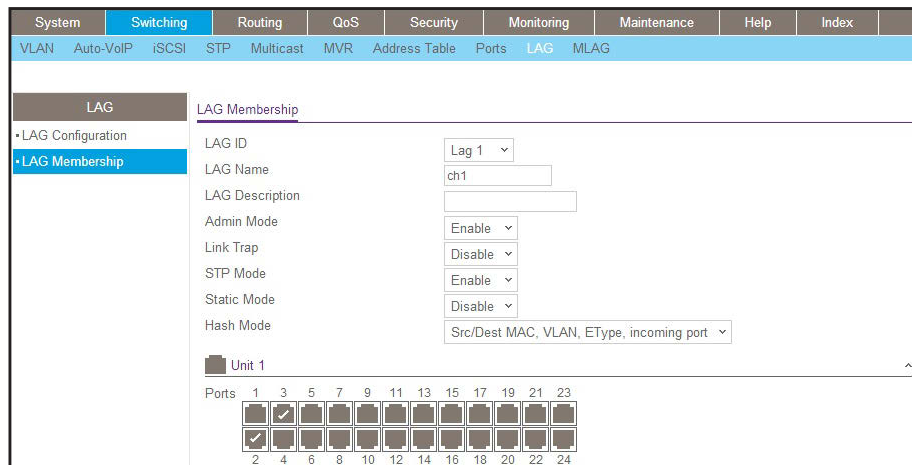 System Switching Routing QoS Security Monitoring Maintenance Help Index
VLAN Auto-VoIP iSCSI STP Multicast MVR Address Table Ports LAG MLAG
LAG
•LAG Configuration
•LAG Membership
LAG Membership
LAG ID Lag 1
LAG Name ch1
LAG Description
Admin Mode Enable
Link Trap Disable
STP Mode Enable
Static Mode Disable
Hash Mode Src/Dest MAC, VLAN, EType, incoming port
Unit 1
Ports 1 3 5 7 9 11 13 15 17 19 21 23
2 4 6 8 10 12 14 16 18 20 22 24